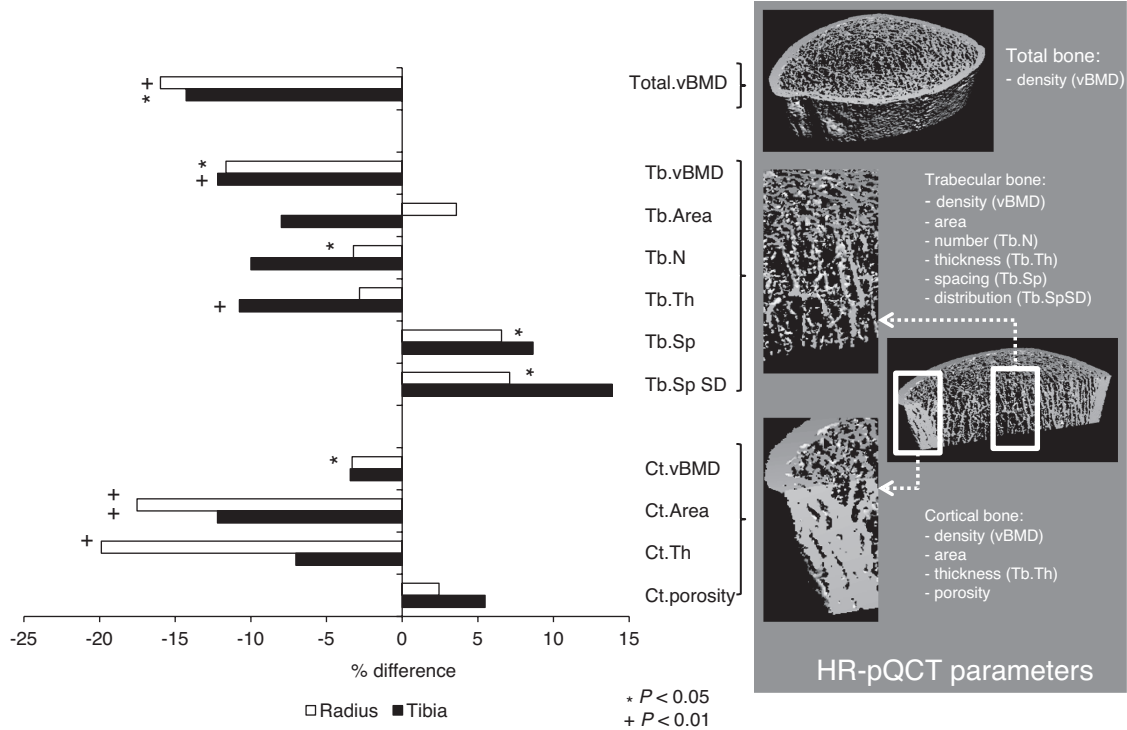 Total.vBMD
Tb.vBMD
Tb.Area
Tb.N
Tb.Th
Tb.Sp
Tb.Sp SD
Ct.vBMD
Ct.Area
Ct.Th
Ct.porosity
+
*
*
+
*
+
*
*
*
+
+
+
-25 -20 -15 -10 -5 0 5 10 15
% difference
Radius Tibia
* P < 0.05
+ P < 0.01
Total bone:
- density (vBMD)
Trabecular bone:
- density (vBMD)
- area
- number (Tb.N)
- thickness (Tb.Th)
- spacing (Tb.Sp)
- distribution (Tb.SpSD)
Cortical bone:
- density (vBMD)
- area
- thickness (Tb.Th)
- porosity
HR-pQCT parameters